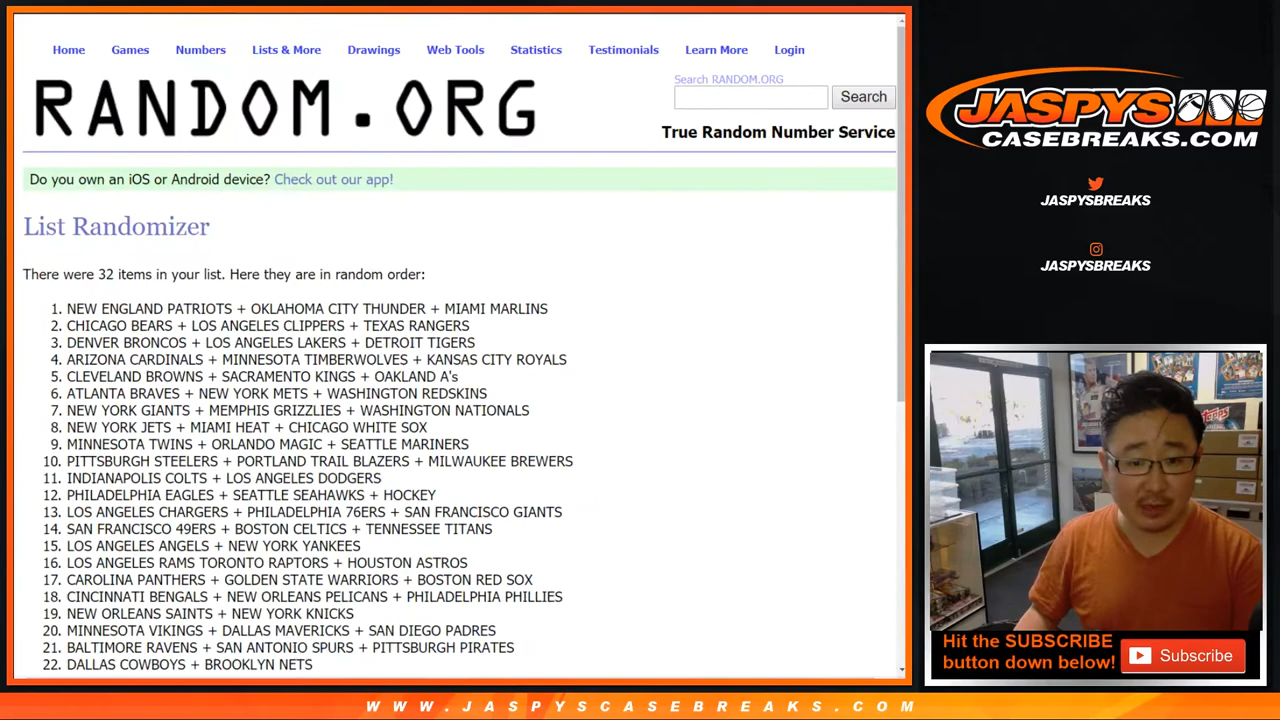 Home Games Numbers Lists & More Drawings Web Tools Statistics Testimonials Learn More Login
RANDOM.ORG
Search RANDOM.ORG
Search
True Random Number Service
Do you own an iOS or Android device? Check out our app!
List Randomizer
There were 32 items in your list. Here they are in random order:
1. NEW ENGLAND PATRIOTS + OKLAHOMA CITY THUNDER + MIAMI MARLINS
2. CHICAGO BEARS + LOS ANGELES CLIPPERS + TEXAS RANGERS
3. DENVER BRONCOS + LOS ANGELES LAKERS + DETROIT TIGERS
4. ARIZONA CARDINALS + MINNESOTA TIMBERWOLVES + KANSAS CITY ROYALS
5. CLEVELAND BROWNS + SACRAMENTO KINGS + OAKLAND A's
6. ATLANTA BRAVES + NEW YORK METS + WASHINGTON REDSKINS
7. NEW YORK GIANTS + MEMPHIS GRIZZLIES + WASHINGTON NATIONALS
8. NEW YORK JETS + MIAMI HEAT + CHICAGO WHITE SOX
9. MINNESOTA TWINS + ORLANDO MAGIC + SEATTLE MARINERS
10. PITTSBURGH STEELERS + PORTLAND TRAIL BLAZERS + MILWAUKEE BREWERS
11. INDIANAPOLIS COLTS + LOS ANGELES DODGERS
12. PHILADELPHIA EAGLES + SEATTLE SEAHAWKS + HOCKEY
13. LOS ANGELES CHARGERS + PHILADELPHIA 76ERS + SAN FRANCISCO GIANTS
14. SAN FRANCISCO 49ERS + BOSTON CELTICS + TENNESSEE TITANS
15. LOS ANGELES ANGELS + NEW YORK YANKEES
16. LOS ANGELES RAMS TORONTO RAPTORS + HOUSTON ASTROS
17. CAROLINA PANTHERS + GOLDEN STATE WARRIORS + BOSTON RED SOX
18. CINCINNATI BENGALS + NEW ORLEANS PELICANS + PHILADELPHIA PHILLIES
19. NEW ORLEANS SAINTS + NEW YORK KNICKS
20. MINNESOTA VIKINGS + DALLAS MAVERICKS + SAN DIEGO PADRES
21. BALTIMORE RAVENS + SAN ANTONIO SPURS + PITTSBURGH PIRATES
22. DALLAS COWBOYS + BROOKLYN NETS
JASPYS
CASEBREAKS.COM
JASPYSBREAKS
JASPYSBREAKS
topps
Hit the SUBSCRIBE
button down below!
Subscribe
WWW.JASPYSCASEBREAKS.COM